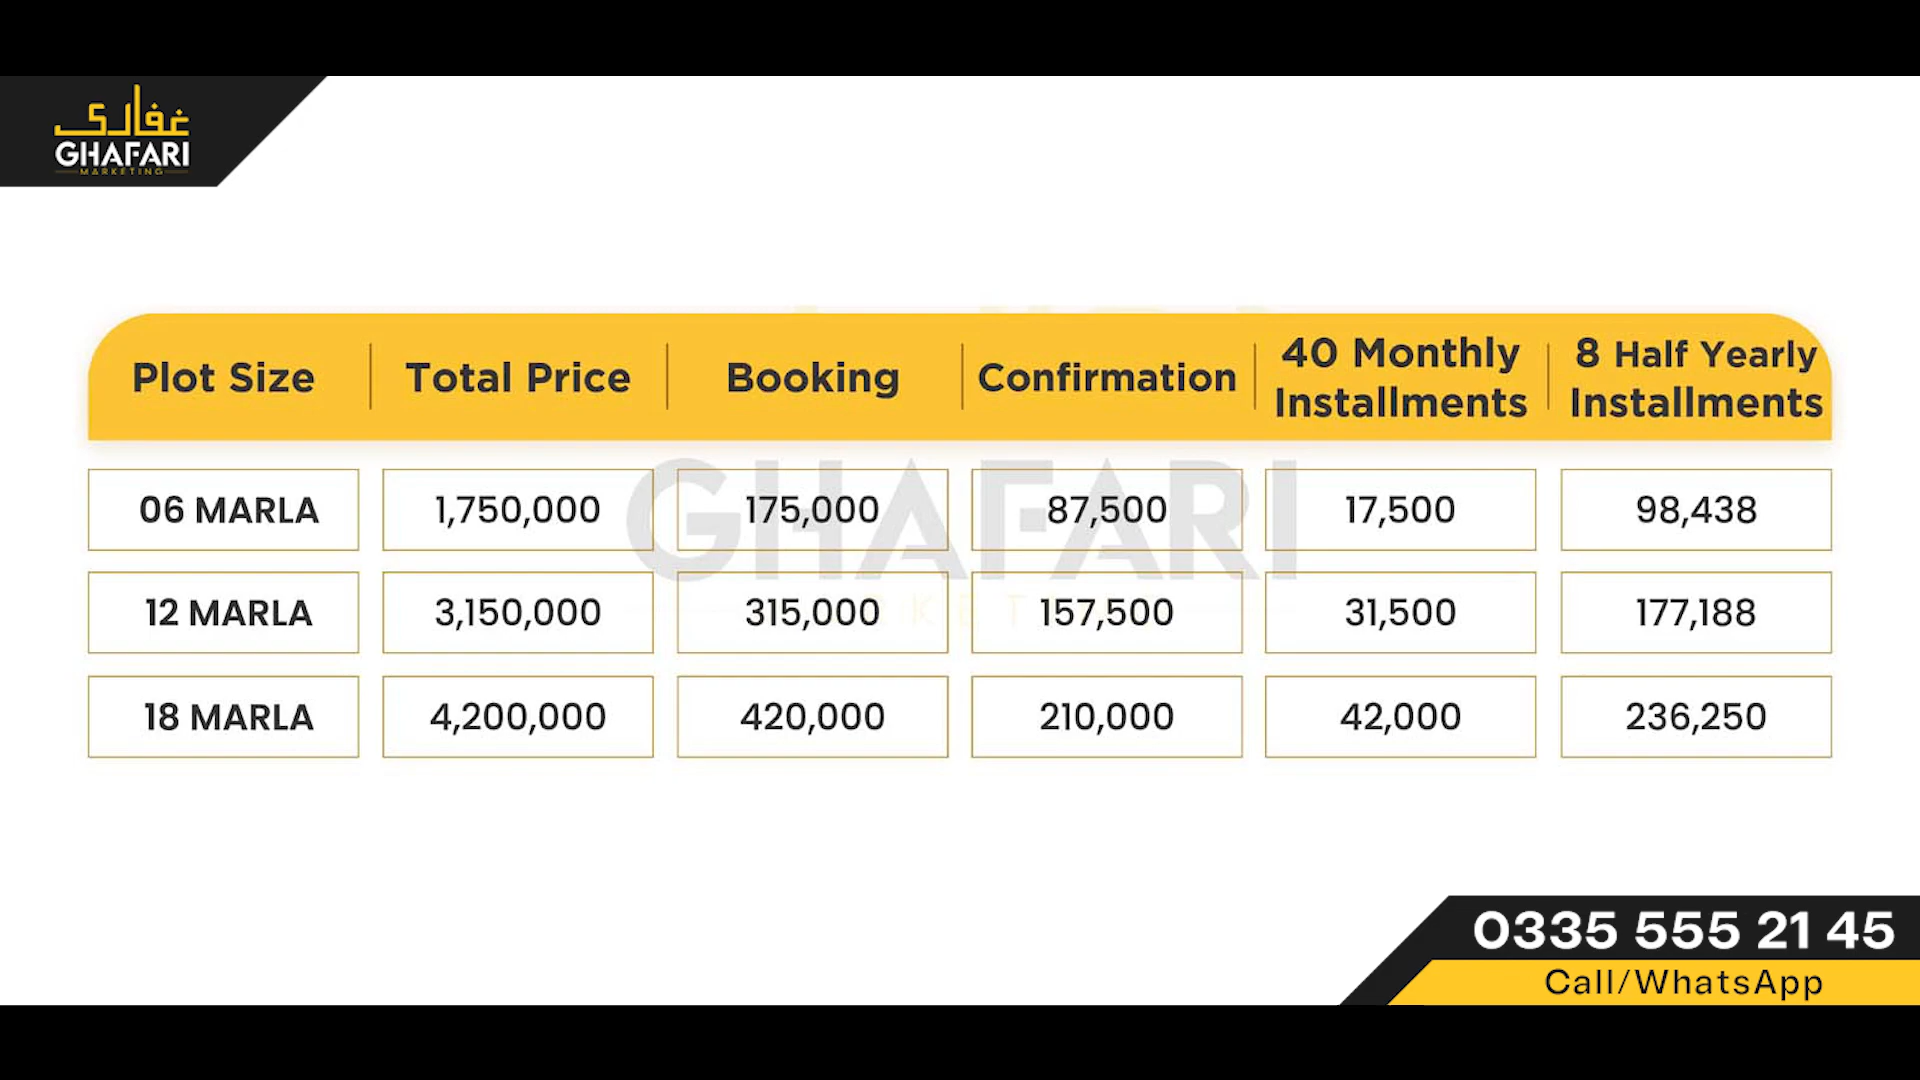 غفاری
GHAFARI
MARKETING
Plot Size Total Price Booking Confirmation 40 Monthly Installments 8 Half Yearly Installments
06 MARLA 1,750,000 175,000 87,500 17,500 98,438
12 MARLA 3,150,000 315,000 157,500 31,500 177,188
18 MARLA 4,200,000 420,000 210,000 42,000 236,250
GHAFARI
0335 555 21 45
Call/WhatsApp